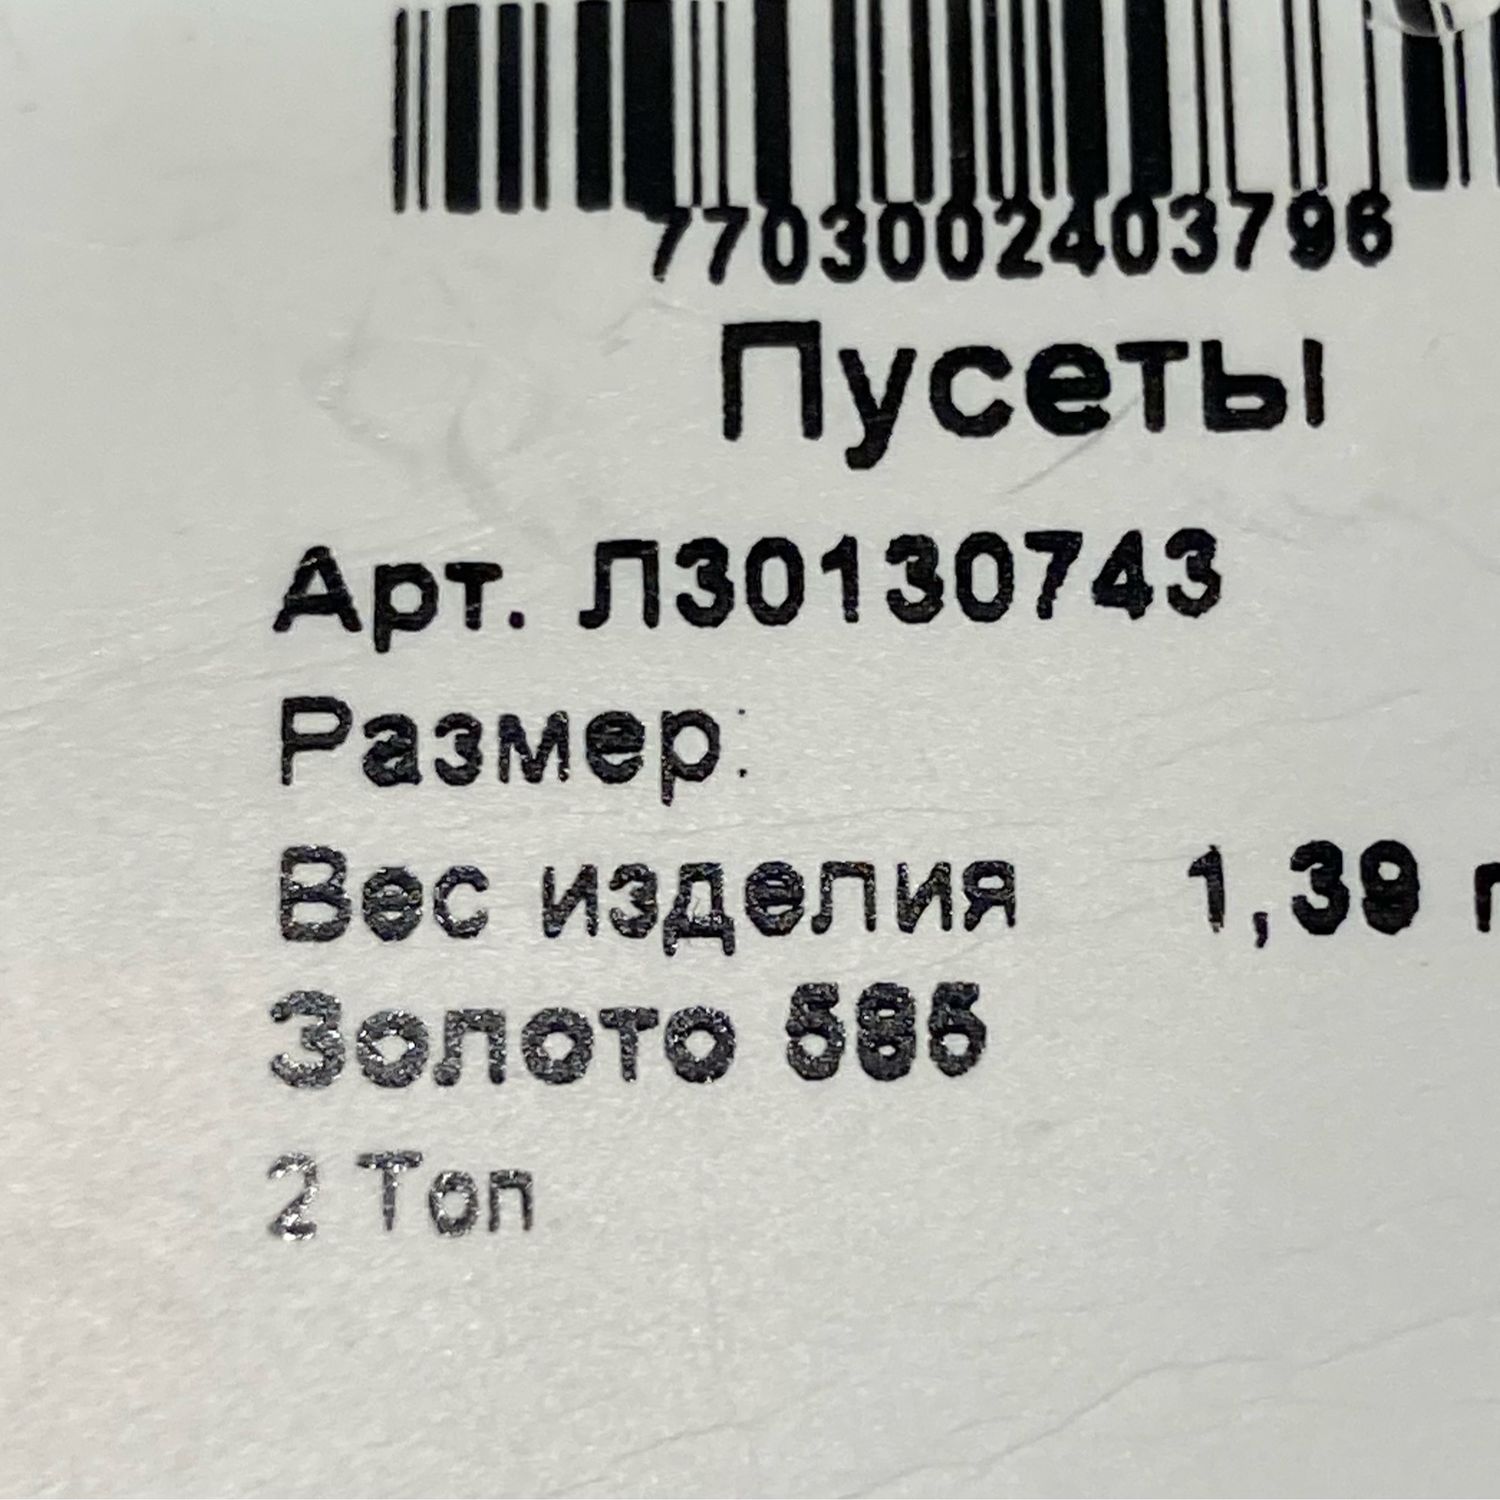 7703002403796
Пусеты
Арт. Л30130743
Размер:
Вес изделия 1,39 г
Золото 585
2 Топ